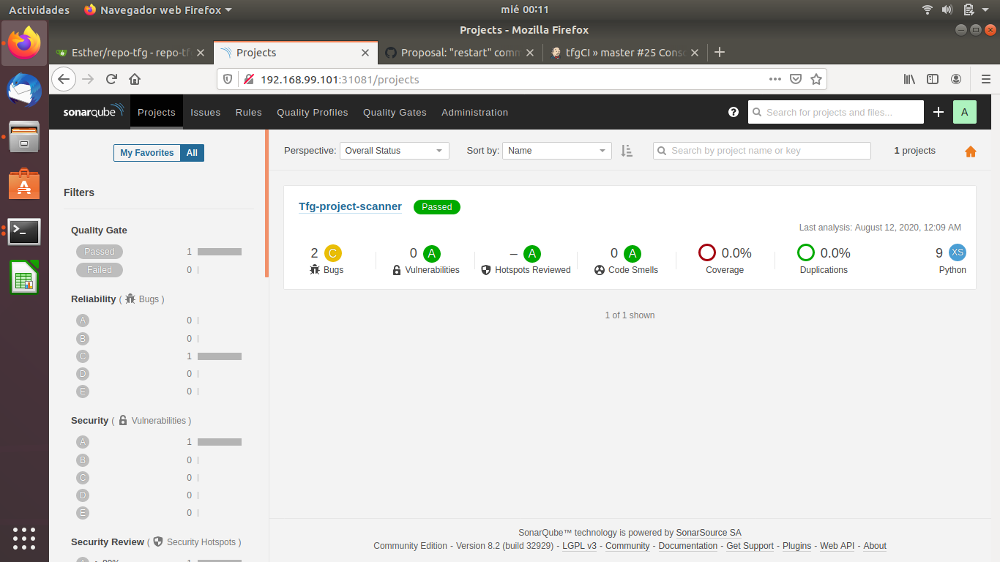 Actividades Navegador web Firefox mié 00:11
Projects - Mozilla Firefox
Esther/repo-tfg - repo-tf Projects Proposal: "restart" comm tfgCI » master #25 Conso
192.168.99.101:31081/projects
sonarqube Projects Issues Rules Quality Profiles Quality Gates Administration ? Search for projects and files... A
My Favorites All
Perspective: Overall Status Sort by: Name Search by project name or key 1 projects
Filters
Quality Gate
Passed 1
Failed 0
Reliability ( Bugs )
A 0
B 0
C 1
D 0
E 0
Security ( Vulnerabilities )
A 1
B 0
C 0
D 0
E 0
Security Review ( Security Hotspots )
Tfg-project-scanner Passed
Last analysis: August 12, 2020, 12:09 AM
2 C 0 A – A 0 A 0.0% 0.0% 9 XS
Bugs Vulnerabilities Hotspots Reviewed Code Smells Coverage Duplications Python
1 of 1 shown
SonarQube™ technology is powered by SonarSource SA
Community Edition - Version 8.2 (build 32929) - LGPL v3 - Community - Documentation - Get Support - Plugins - Web API - About